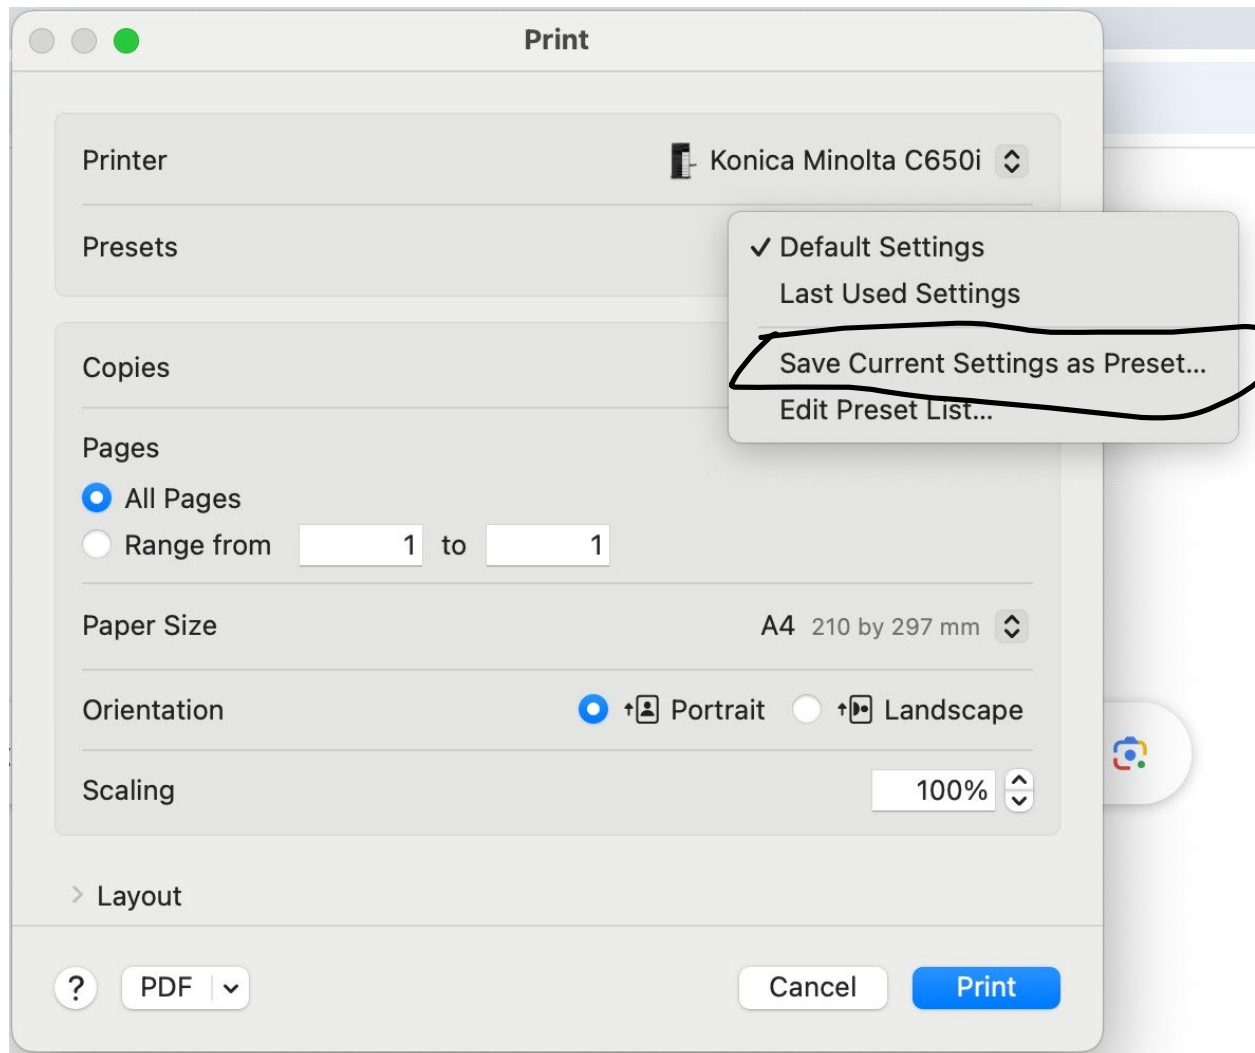 Print
Printer Konica Minolta C650i
Presets ✓ Default Settings
Last Used Settings
Save Current Settings as Preset...
Copies
Edit Preset List...
Pages
All Pages
Range from 1 to 1
Paper Size A4 210 by 297 mm
Orientation Portrait Landscape
Scaling 100%
Layout
? PDF Cancel Print